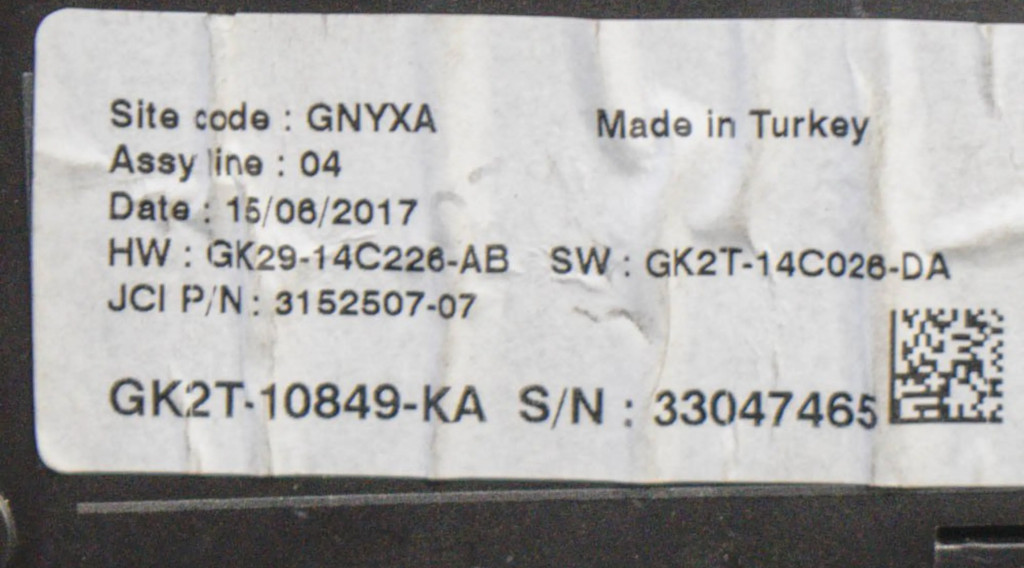 Site code : GNYXA Made in Turkey
Assy line : 04
Date : 15/06/2017
HW : GK29-14C226-AB SW : GK2T-14C026-DA
JCI P/N : 3152507-07
GK2T-10849-KA S/N : 33047465